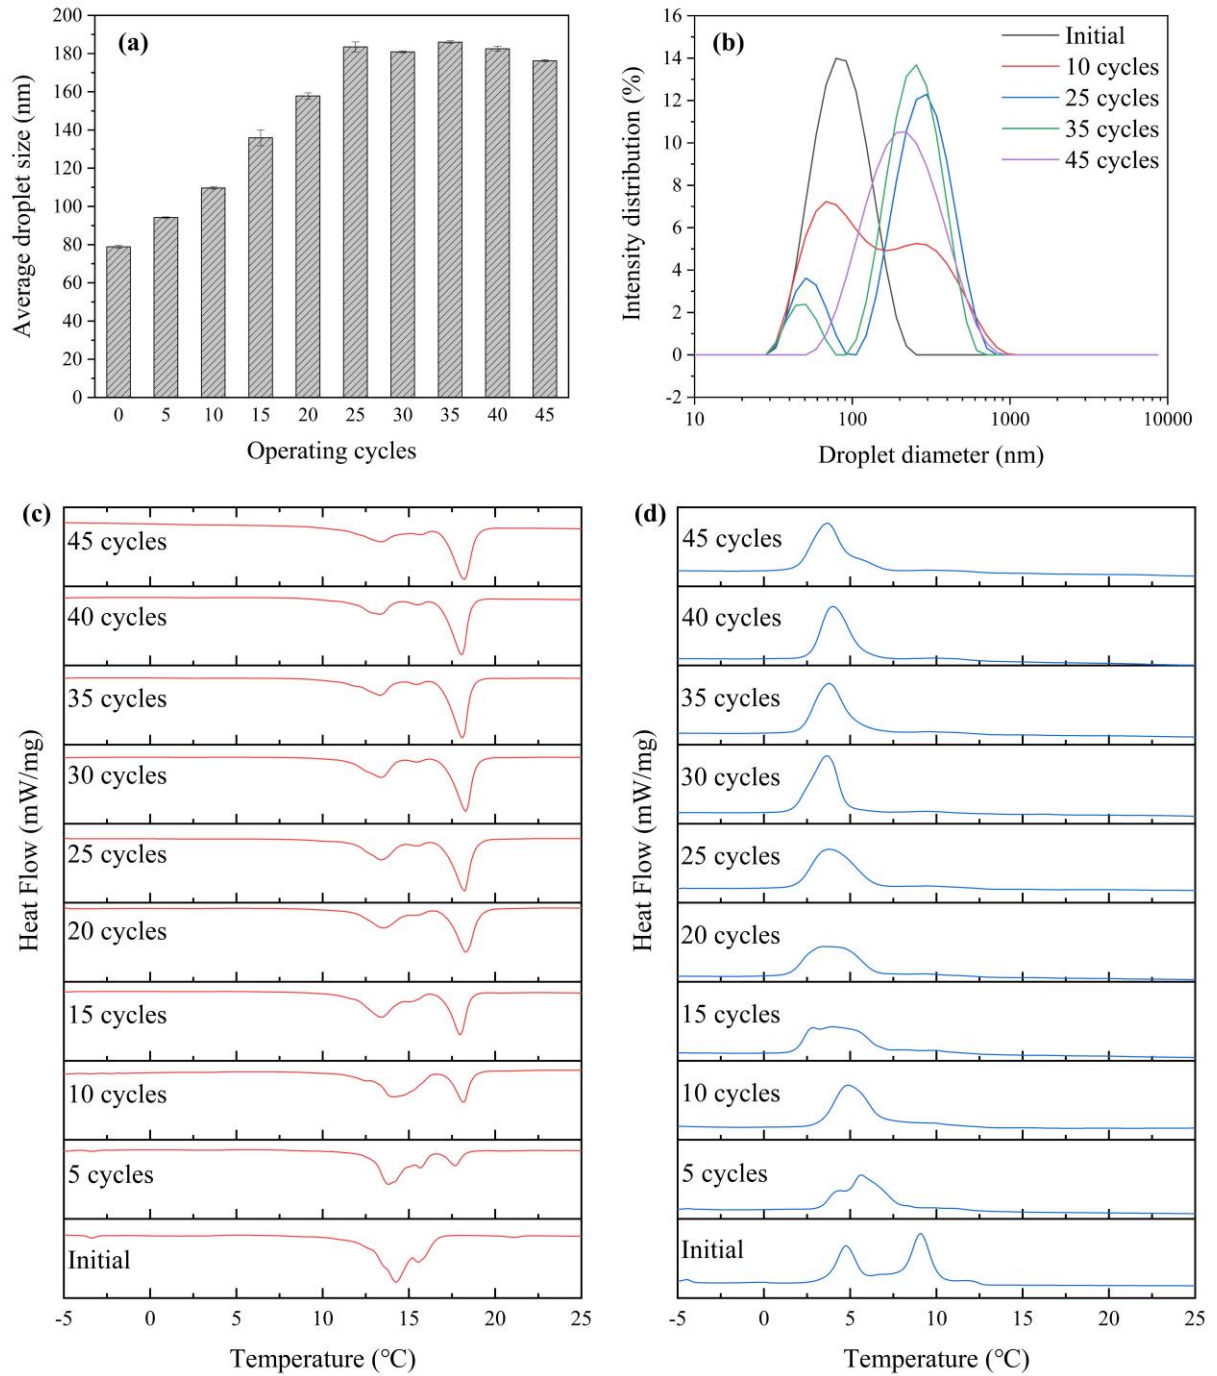 (a)
Average droplet size (nm)
200
180
160
140
120
100
80
60
40
20
0
0 5 10 15 20 25 30 35 40 45
Operating cycles
(b)
Intensity distribution (%)
16
14
12
10
8
6
4
2
0
-2
Initial
10 cycles
25 cycles
35 cycles
45 cycles
10 100 1000 10000
Droplet diameter (nm)
(c)
Heat Flow (mW/mg)
45 cycles
40 cycles
35 cycles
30 cycles
25 cycles
20 cycles
15 cycles
10 cycles
5 cycles
Initial
-5 0 5 10 15 20 25
Temperature (℃)
(d)
Heat Flow (mW/mg)
45 cycles
40 cycles
35 cycles
30 cycles
25 cycles
20 cycles
15 cycles
10 cycles
5 cycles
Initial
-5 0 5 10 15 20 25
Temperature (℃)